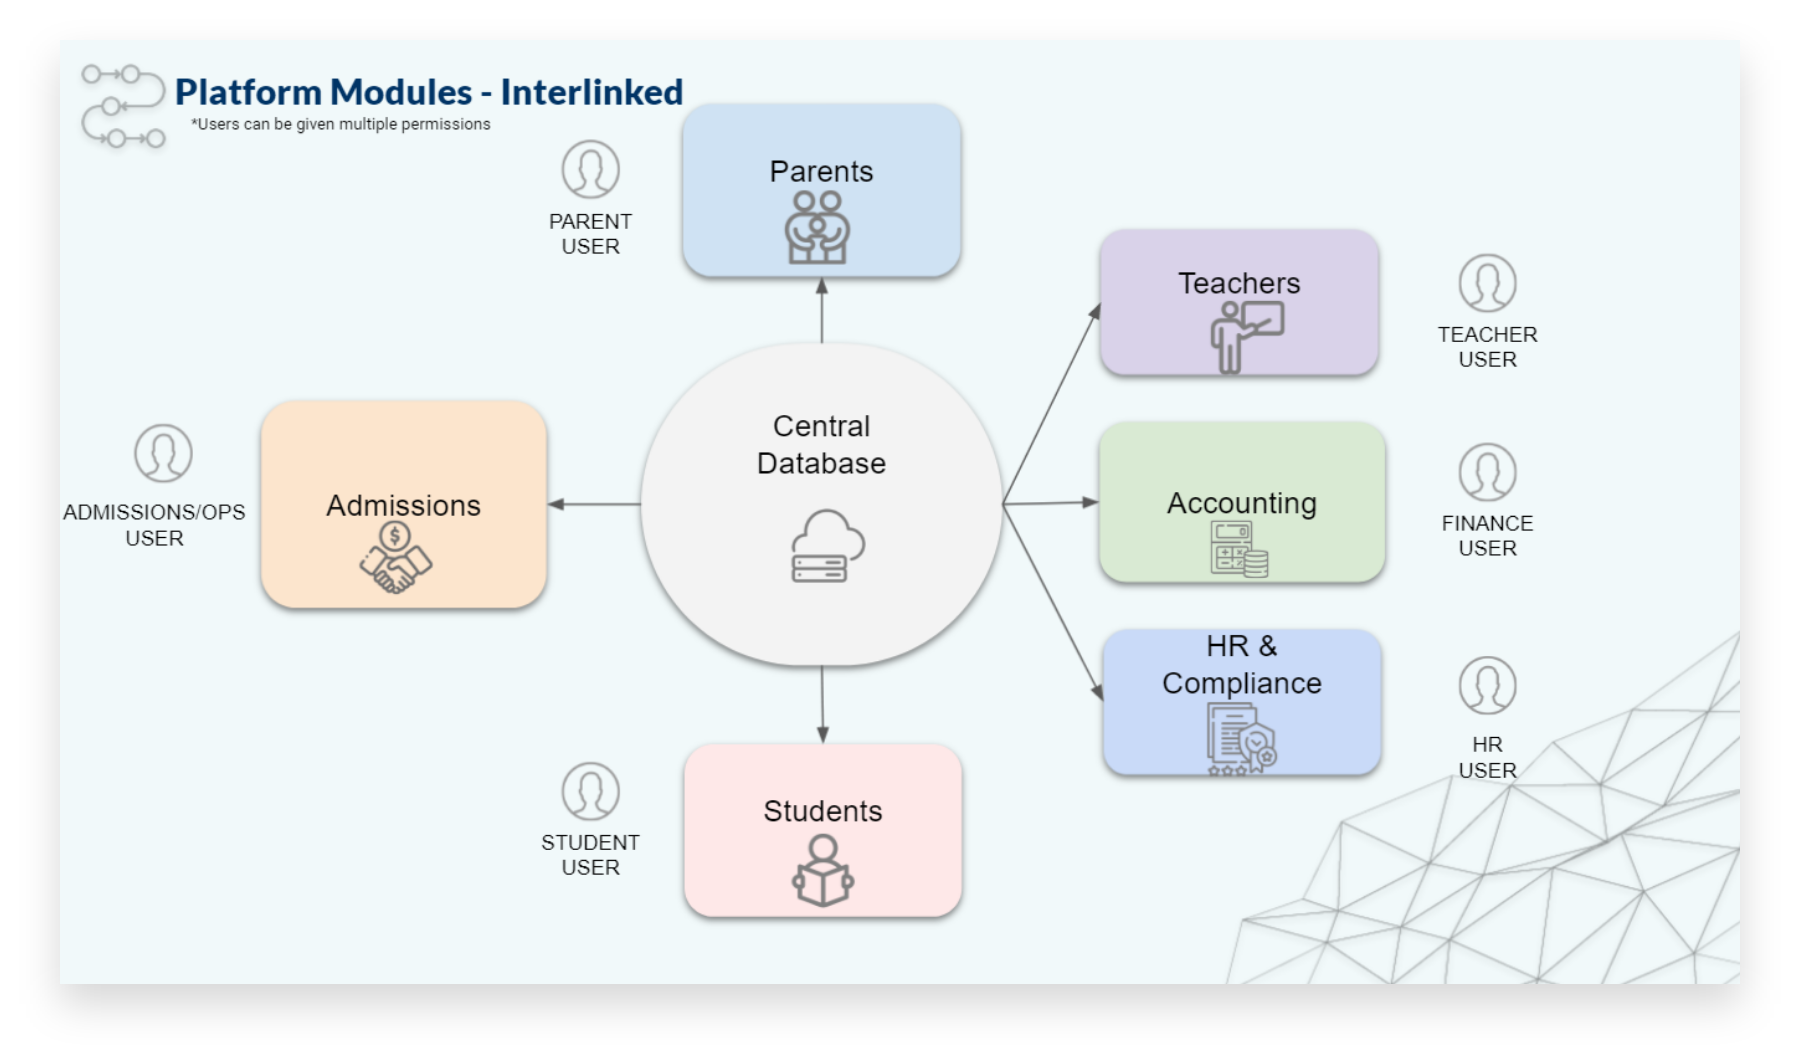 Platform Modules - Interlinked
*Users can be given multiple permissions
PARENT
USER
Parents
Teachers
TEACHER
USER
Central
Database
ADMISSIONS/OPS
USER
Admissions
$
Accounting
FINANCE
USER
HR &
Compliance
HR
USER
STUDENT
USER
Students